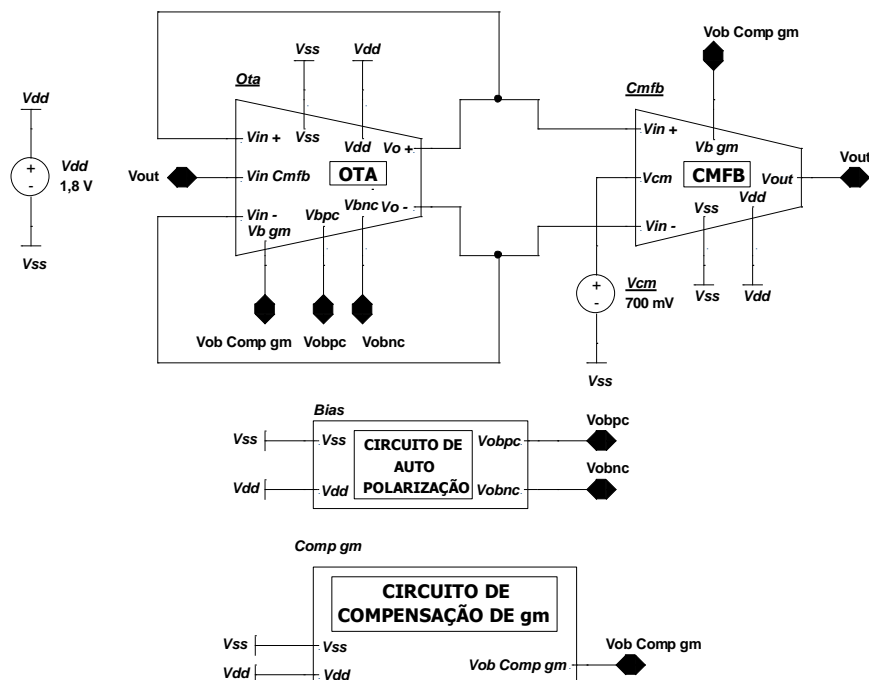 Vob Comp gm
Vss
Vdd
Ota
Cmfb
Vdd
Vss
Vin +
Vdd
Vo +
Vin +
Vb gm
Vdd
1,8 V
Vout
Vin Cmfb
OTA
Vcm
CMFB
Vout
Vout
Vin -
Vbnc
Vo -
Vb gm
Vbpc
Vin -
Vss
Vdd
Vss
Vcm
700 mV
Vss
Vdd
Vob Comp gm
Vobpc
Vobnc
Vss
Bias
Vobpc
Vss
Vss
CIRCUITO DE
AUTO
POLARIZAÇÃO
Vobpc
Vobnc
Vdd
Vdd
Vobnc
Comp gm
CIRCUITO DE
COMPENSAÇÃO DE gm
Vss
Vss
Vob Comp gm
Vdd
Vdd
Vob Comp gm